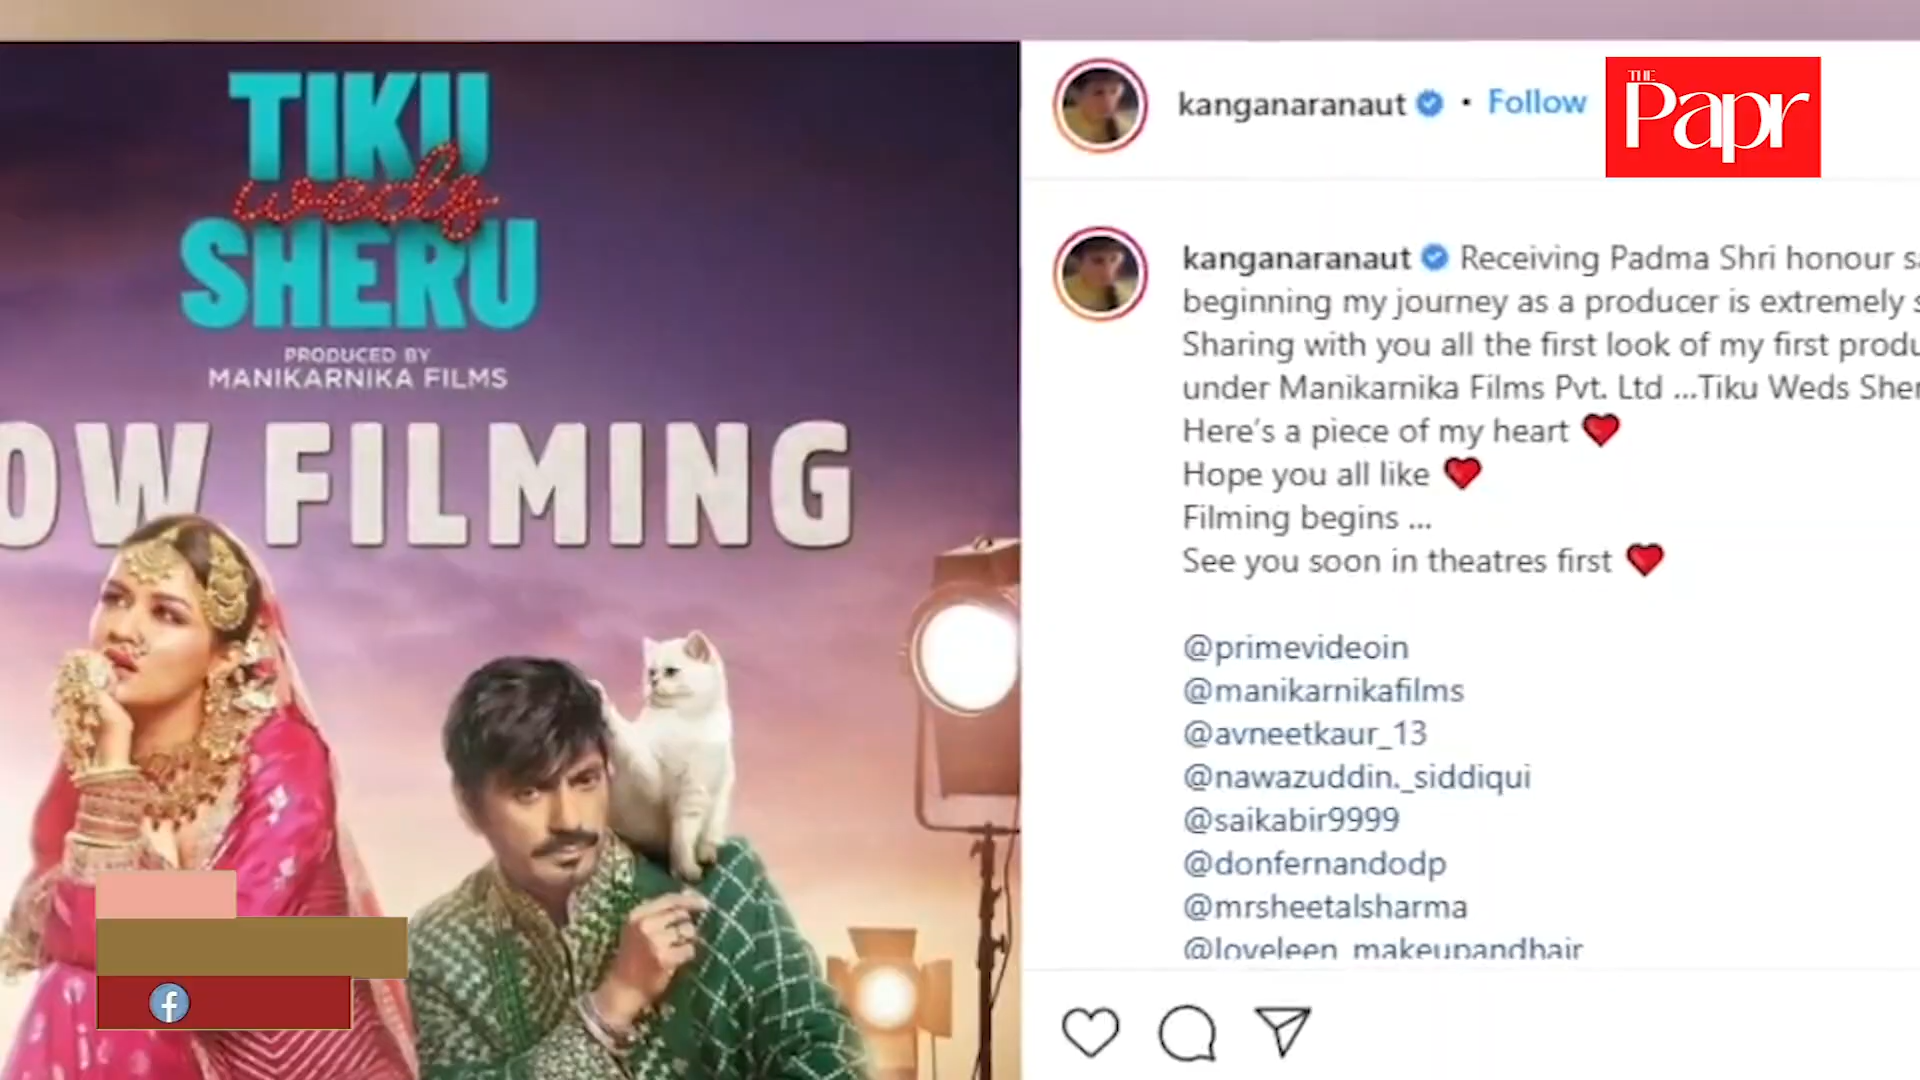 TIKU
weds
SHERU
PRODUCED BY
MANIKARNIKA FILMS
OW FILMING
kanganaranaut • Follow
THE
Papr
kanganaranaut Receiving Padma Shri honour
beginning my journey as a producer is extremely
Sharing with you all the first look of my first
under Manikarnika Films Pvt. Ltd ...Tiku Weds
Here's a piece of my heart
Hope you all like
Filming begins ...
See you soon in theatres first
@primevideoin
@manikarnikafilms
@avneetkaur_13
@nawazuddin._siddiqui
@saikabir9999
@donfernandodp
@mrsheetalsharma
@loveleen_makeupandhair
f